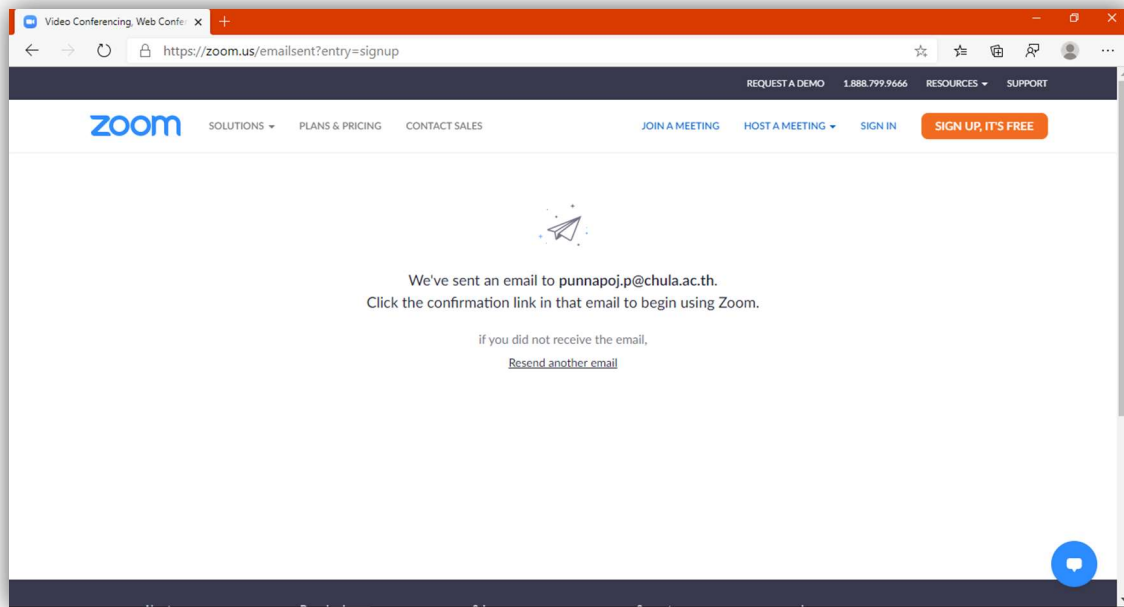 Video Conferencing, Web Confe
https://zoom.us/emailsent?entry=signup
REQUEST A DEMO 1.888.799.9666 RESOURCES SUPPORT
zoom SOLUTIONS PLANS & PRICING CONTACT SALES JOIN A MEETING HOST A MEETING SIGN IN SIGN UP, IT'S FREE
We've sent an email to punnapoj.p@chula.ac.th.
Click the confirmation link in that email to begin using Zoom.
if you did not receive the email,
Resend another email